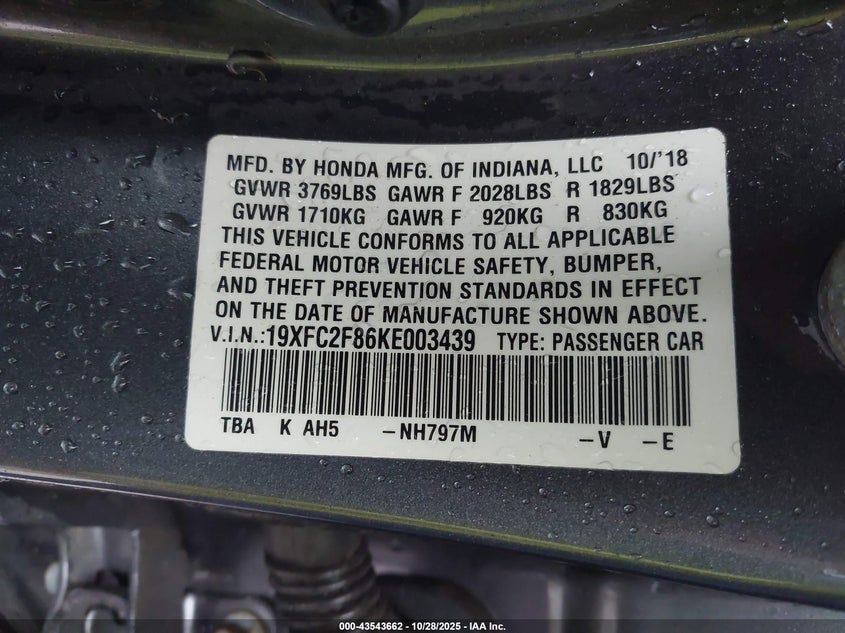 MFD. BY HONDA MFG. OF INDIANA, LLC 10/'18
GVWR 3769LBS GAWR F 2028LBS R 1829LBS
GVWR 1710KG GAWR F 920KG R 830KG
THIS VEHICLE CONFORMS TO ALL APPLICABLE
FEDERAL MOTOR VEHICLE SAFETY, BUMPER,
AND THEFT PREVENTION STANDARDS IN EFFECT
ON THE DATE OF MANUFACTURE SHOWN ABOVE.
V.I.N.:19XFC2F86KE003439 TYPE: PASSENGER CAR
TBA K AH5 -NH797M -V -E
000-43543662 - 10/28/2025 - IAA Inc.